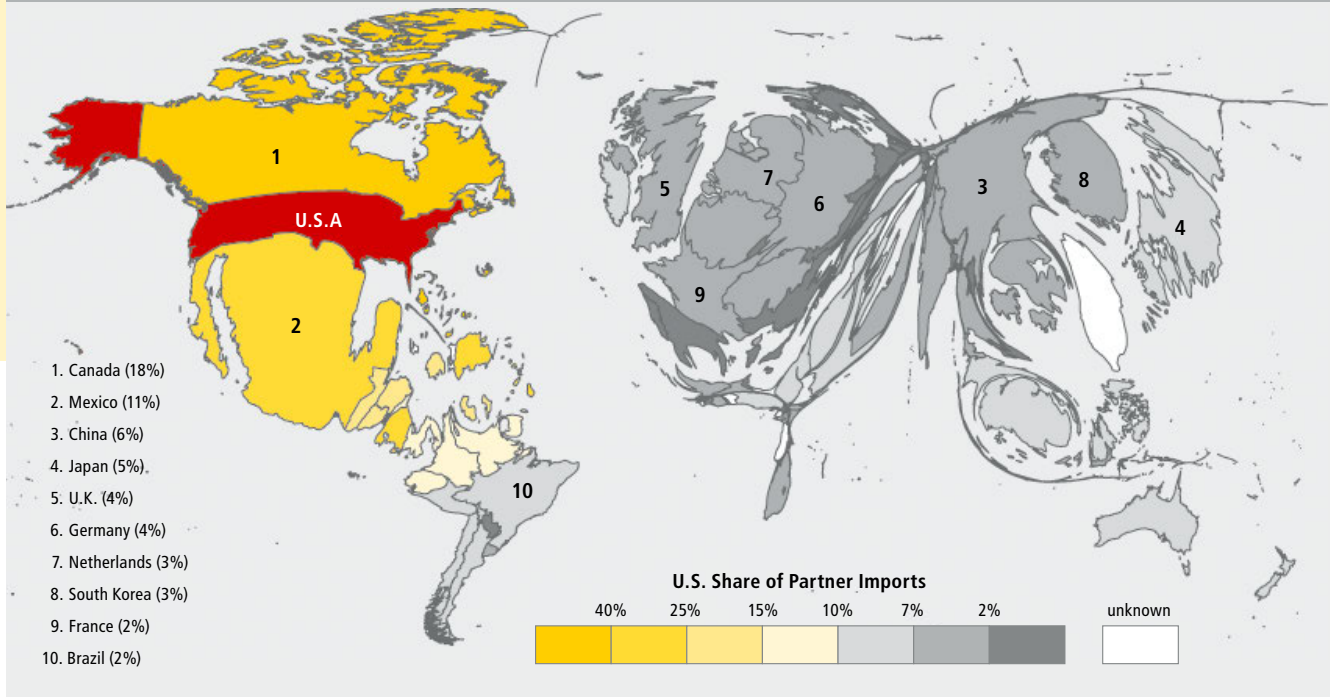 1
U.S.A
2
10
5
7
6
9
3
8
4
1. Canada (18%)
2. Mexico (11%)
3. China (6%)
4. Japan (5%)
5. U.K. (4%)
6. Germany (4%)
7. Netherlands (3%)
8. South Korea (3%)
9. France (2%)
10. Brazil (2%)
U.S. Share of Partner Imports
40% 25% 15% 10% 7% 2% unknown